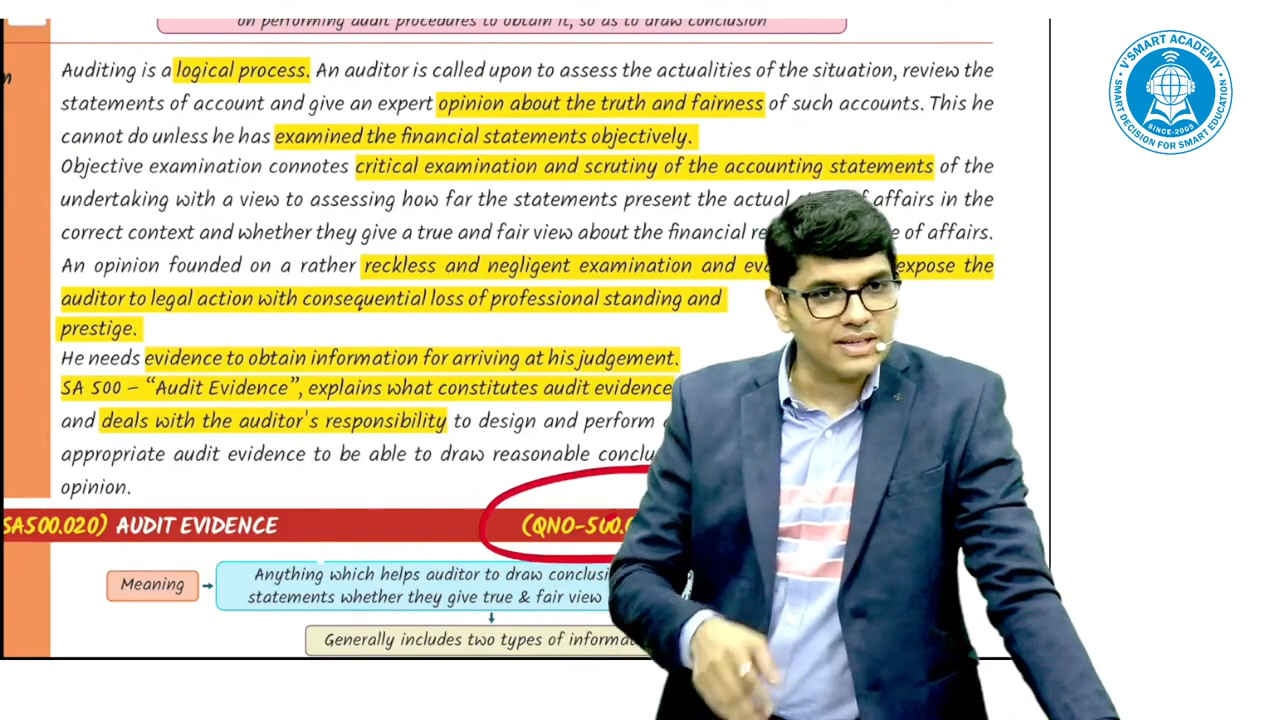 on performing audit procedures to obtain it, so as to draw conclusion
Auditing is a logical process. An auditor is called upon to assess the actualities of the situation, review the
statements of account and give an expert opinion about the truth and fairness of such accounts. This he
cannot do unless he has examined the financial statements objectively.
Objective examination connotes critical examination and scrutiny of the accounting statements of the
undertaking with a view to assessing how far the statements present the actual affairs in the
correct context and whether they give a true and fair view about the financial of affairs.
An opinion founded on a rather reckless and negligent examination and expose the
auditor to legal action with consequential loss of professional standing and
prestige.
He needs evidence to obtain information for arriving at his judgement.
SA 500 – “Audit Evidence”, explains what constitutes audit evidence
and deals with the auditor's responsibility to design and perform
appropriate audit evidence to be able to draw reasonable
opinion.
SA500.020) AUDIT EVIDENCE (QNO-500.0
Meaning
Anything which helps auditor to draw
statements whether they give true & fair view
Generally includes two types of
V'SMART ACADEMY
SINCE-2005
SMART DECISION FOR SMART EDUCATION